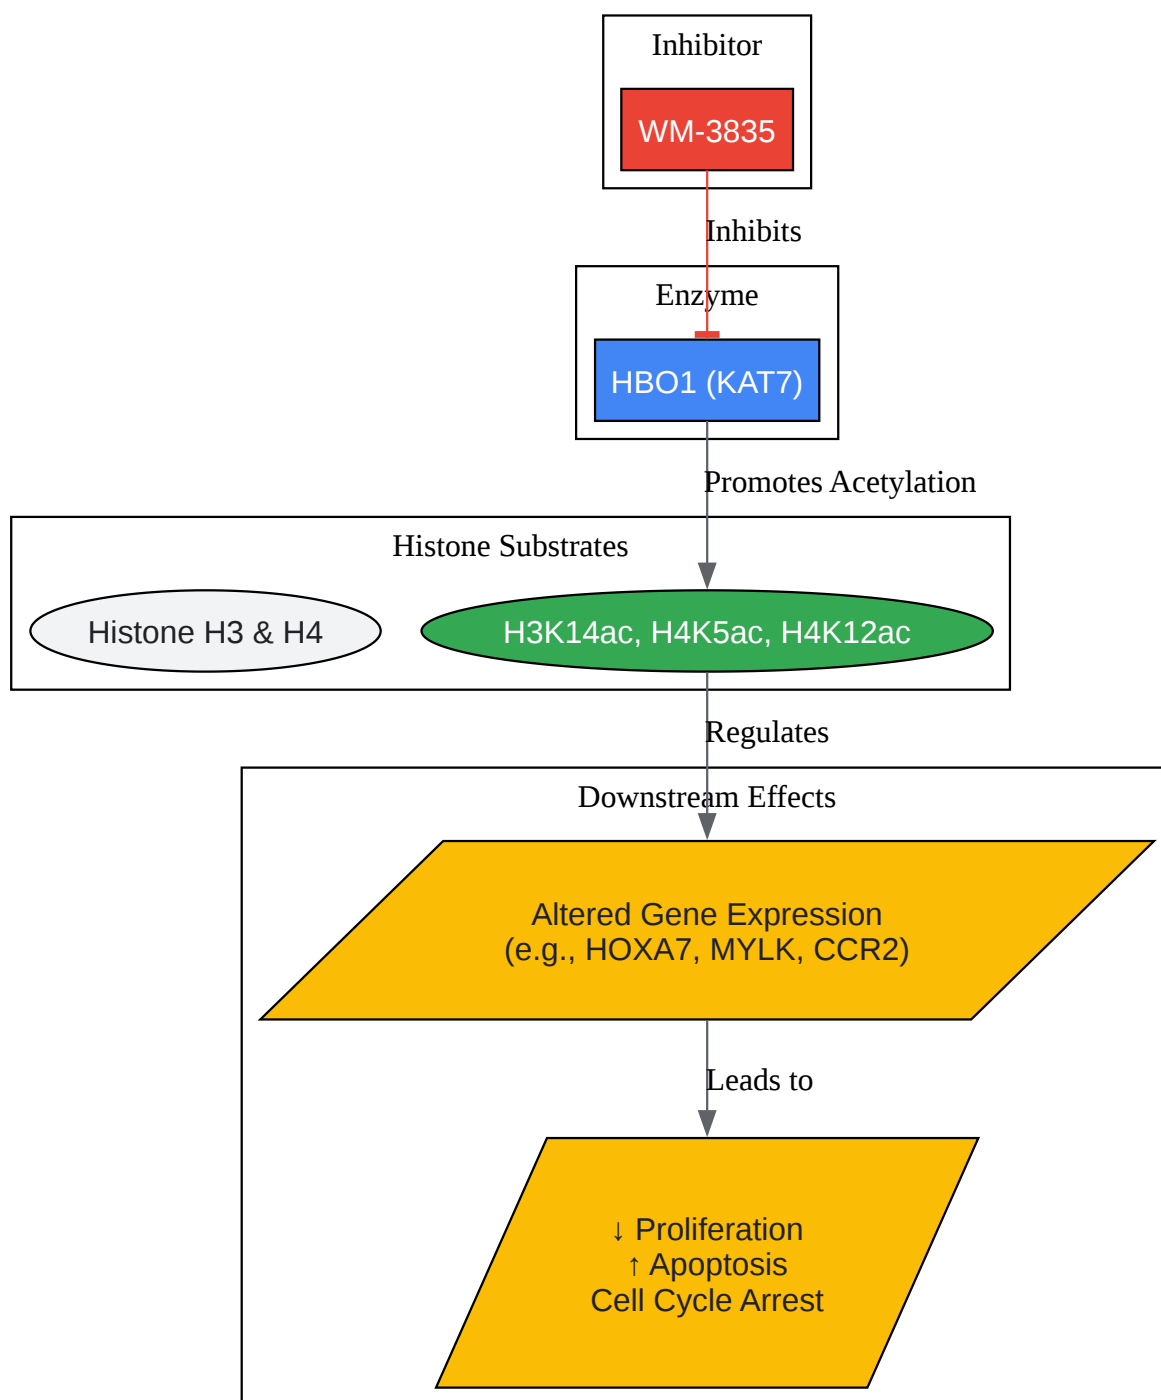 Inhibitor
WM-3835
Inhibits
Enzyme
HBO1 (KAT7)
Promotes Acetylation
Histone Substrates
Histone H3 & H4
H3K14ac, H4K5ac, H4K12ac
Regulates
Downstream Effects
Altered Gene Expression
(e.g., HOXA7, MYLK, CCR2)
Leads to
↓ Proliferation
↑ Apoptosis
Cell Cycle Arrest